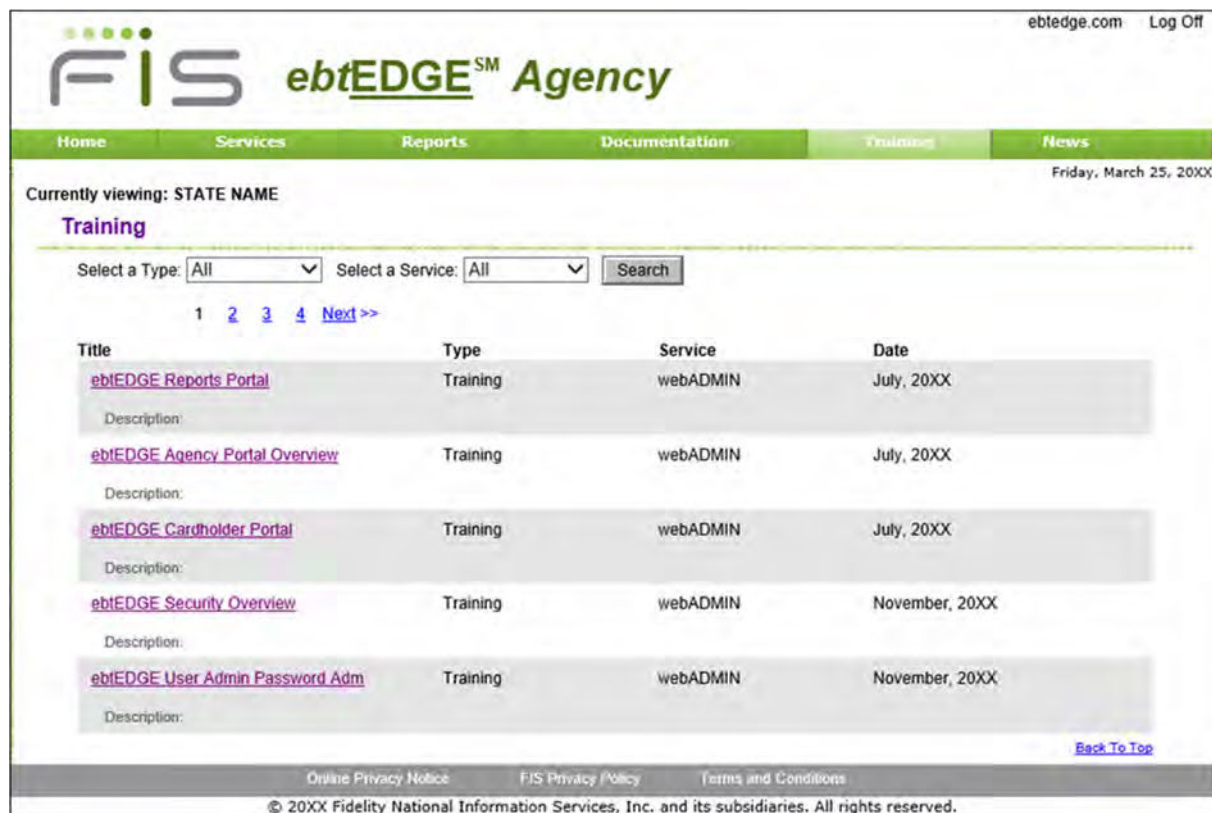 ebtedge.com Log Off
FIS ebtEDGE℠ Agency
Home Services Reports Documentation Training News
Friday, March 25, 20XX
Currently viewing: STATE NAME
Training
Select a Type: All Select a Service: All Search
1 2 3 4 Next >>
Title Type Service Date
ebtEDGE Reports Portal Training webADMIN July, 20XX
Description:
ebtEDGE Agency Portal Overview Training webADMIN July, 20XX
Description:
ebtEDGE Cardholder Portal Training webADMIN July, 20XX
Description:
ebtEDGE Security Overview Training webADMIN November, 20XX
Description:
ebtEDGE User Admin Password Adm Training webADMIN November, 20XX
Description:
Back To Top
Online Privacy Notice FIS Privacy Policy Terms and Conditions
© 20XX Fidelity National Information Services, Inc. and its subsidiaries. All rights reserved.